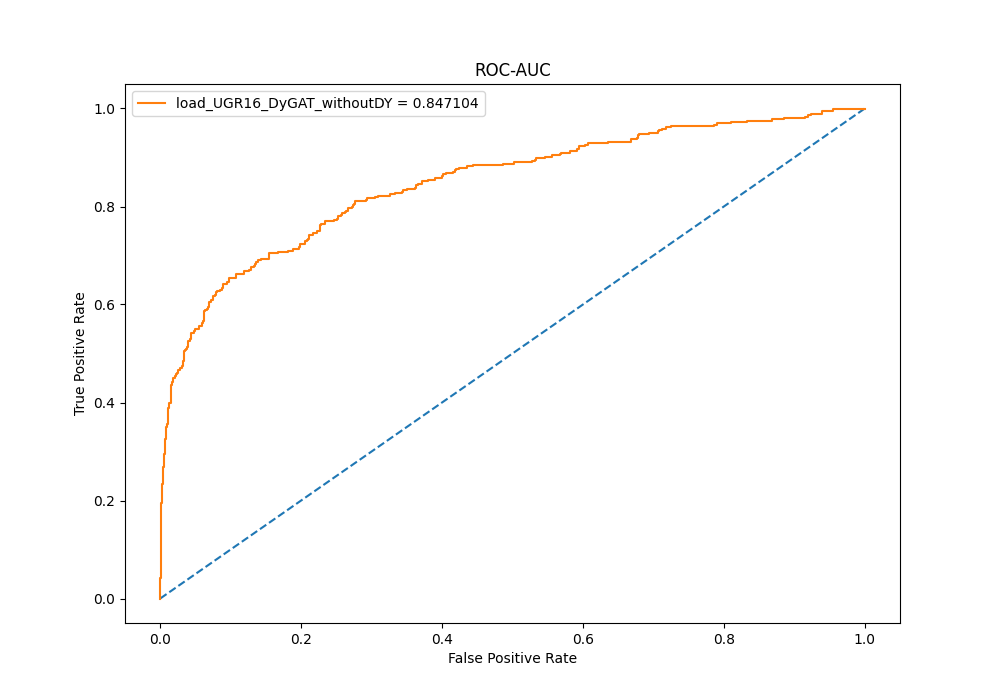 ROC-AUC
load_UGR16_DyGAT_withoutDY = 0.847104
True Positive Rate
1.0
0.8
0.6
0.4
0.2
0.0
0.0 0.2 0.4 0.6 0.8 1.0
False Positive Rate